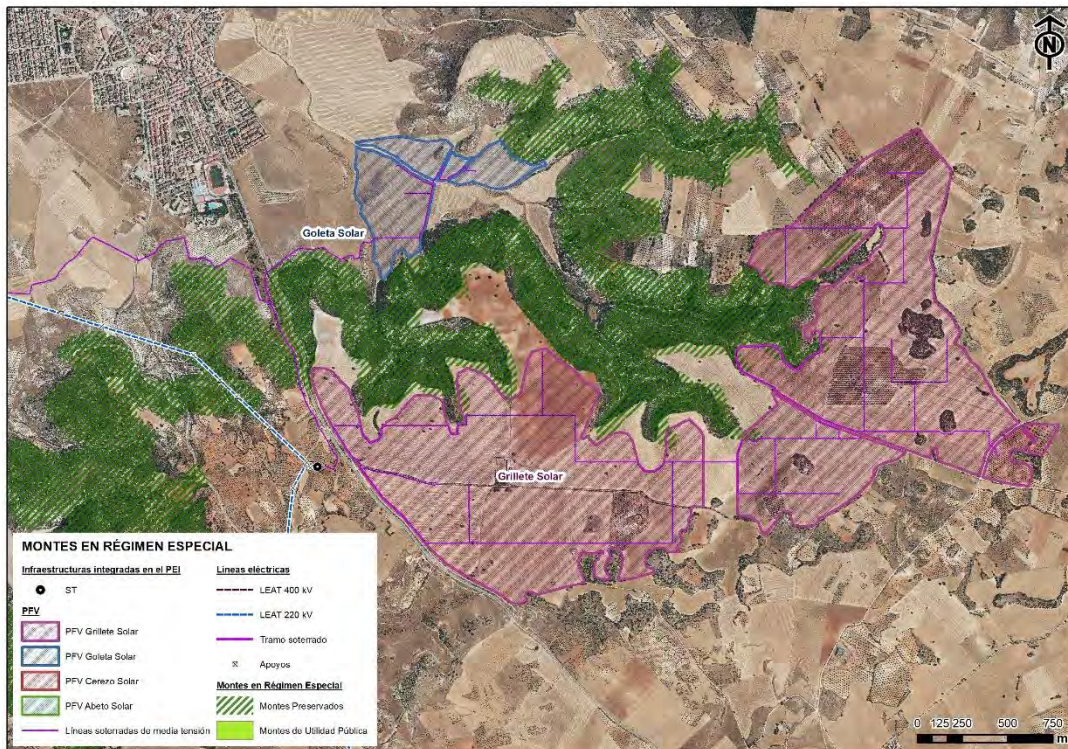 N
Goleta Solar
Grillete Solar
MONTES EN RÉGIMEN ESPECIAL
Infraestructuras integradas en el PEI
ST
PFV
PFV Grillete Solar
PFV Goleta Solar
PFV Cerezo Solar
PFV Abeto Solar
Líneas soterradas de media tensión
Líneas eléctricas
LEAT 400 kV
LEAT 220 kV
Tramo soterrado
Apoyos
Montes en Régimen Especial
Montes Preservados
Montes de Utilidad Pública
0 125 250 500 750
m